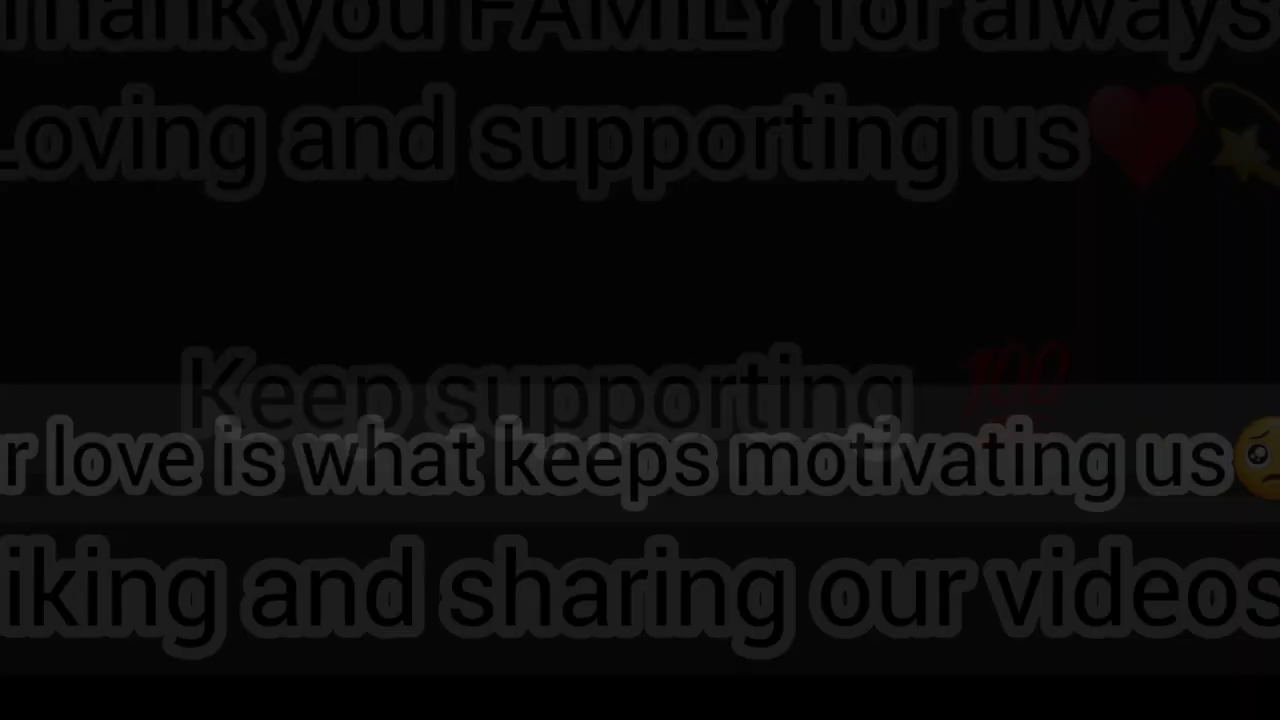 Thank you FAMILY for always
Loving and supporting us❤️💫
Keep supporting 💯
r love is what keeps motivating us🥺
iking and sharing our videos